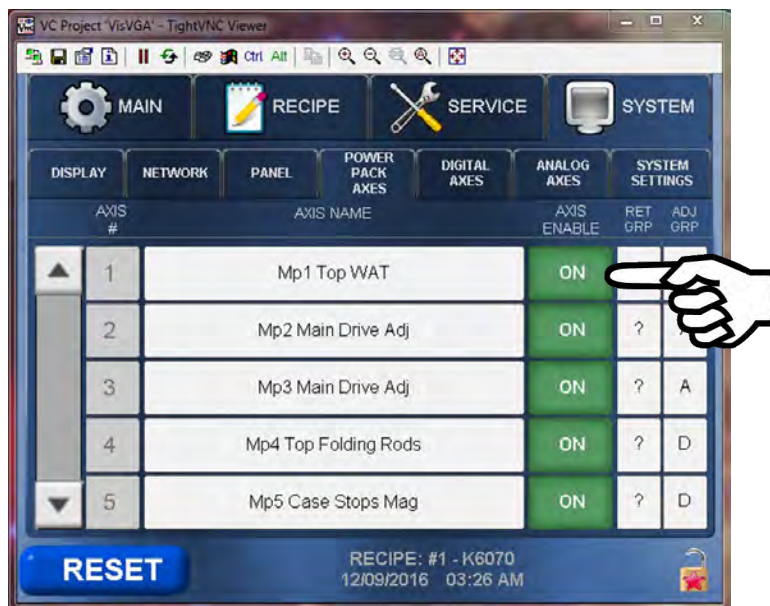 VC Project 'VisVGA' - TightVNC Viewer
Ctrl Alt
MAIN RECIPE SERVICE SYSTEM
DISPLAY NETWORK PANEL POWER PACK AXES DIGITAL AXES ANALOG AXES SYSTEM SETTINGS
AXIS # AXIS NAME AXIS ENABLE RET GRP ADJ GRP
1 Mp1 Top WAT ON
2 Mp2 Main Drive Adj ON ?
3 Mp3 Main Drive Adj ON ? A
4 Mp4 Top Folding Rods ON ? D
5 Mp5 Case Stops Mag ON ? D
RESET
RECIPE: #1 - K6070
12/09/2016 03:26 AM